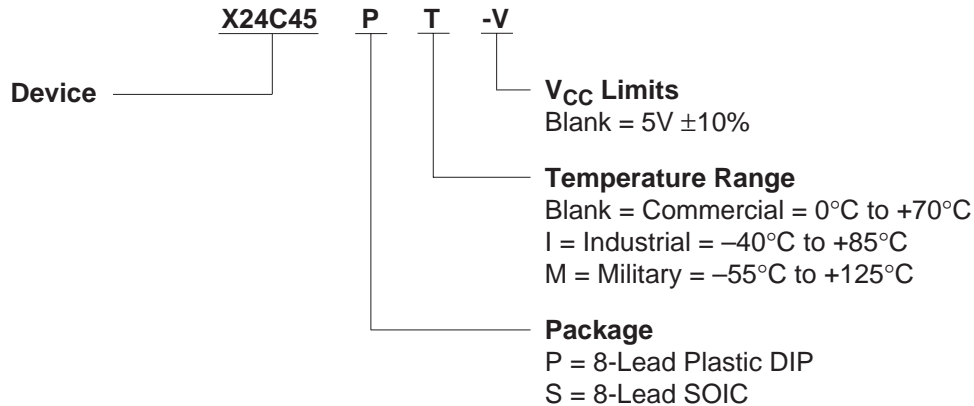 X24C45 P T -V
Device
VCC Limits
Blank = 5V ±10%
Temperature Range
Blank = Commercial = 0°C to +70°C
I = Industrial = –40°C to +85°C
M = Military = –55°C to +125°C
Package
P = 8-Lead Plastic DIP
S = 8-Lead SOIC